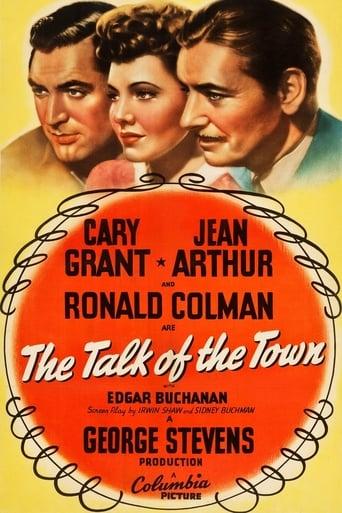 CARY JEAN
GRANT ★ ARTHUR
AND
RONALD COLMAN
ARE
The Talk of the Town
with
EDGAR BUCHANAN
Screen Play by IRWIN SHAW and SIDNEY BUCHMAN
A
GEORGE STEVENS
PRODUCTION
A
Columbia
PICTURE